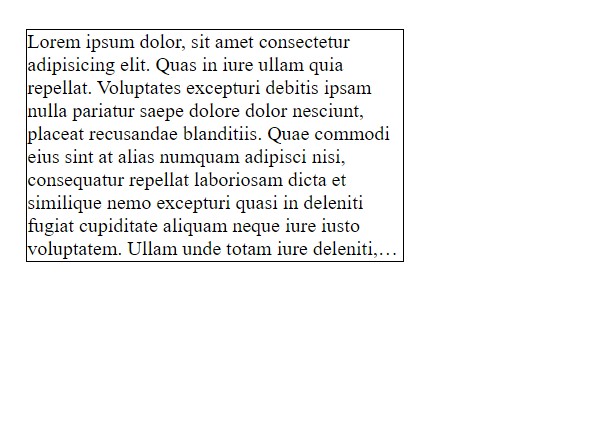 Lorem ipsum dolor, sit amet consectetur
adipisicing elit. Quas in iure ullam quia
repellat. Voluptates excepturi debitis ipsam
nulla pariatur saepe dolore dolor nesciunt,
placeat recusandae blanditiis. Quae commodi
eius sint at alias numquam adipisci nisi,
consequatur repellat laboriosam dicta et
similique nemo excepturi quasi in deleniti
fugiat cupiditate aliquam neque iure iusto
voluptatem. Ullam unde totam iure deleniti,…